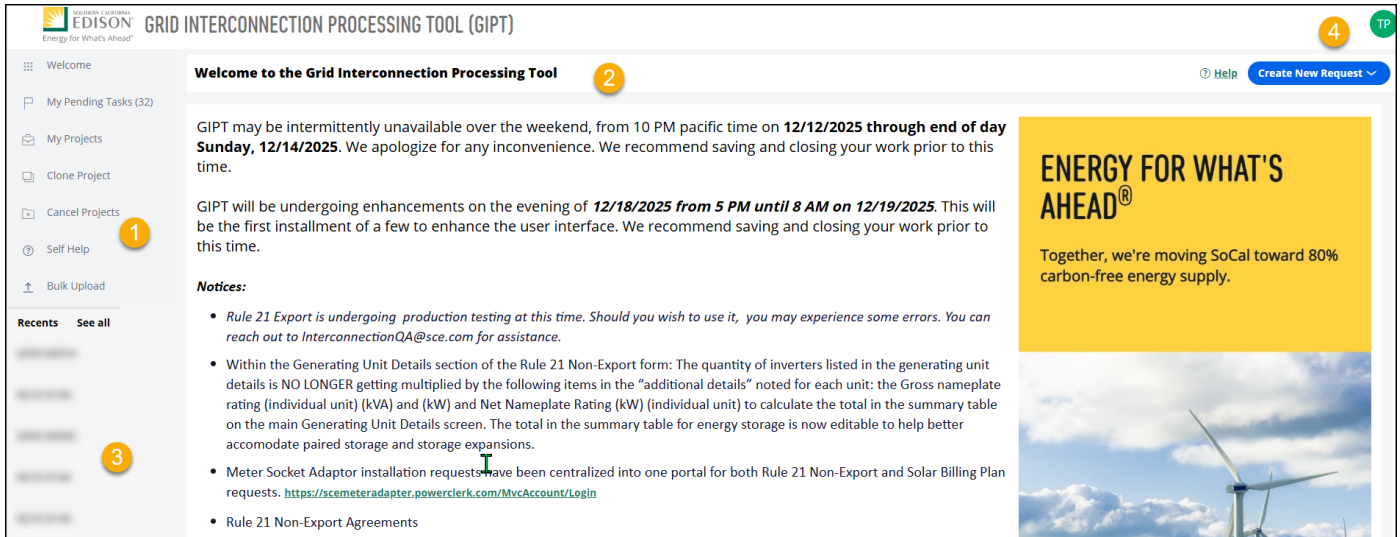 SOUTHERN CALIFORNIA
EDISON
Energy for What's Ahead®
GRID INTERCONNECTION PROCESSING TOOL (GIPT)
4
TP
Welcome
My Pending Tasks (32)
My Projects
Clone Project
Cancel Projects
1
Self Help
Bulk Upload
Recents See all
3
Welcome to the Grid Interconnection Processing Tool
2
Help
Create New Request
GIPT may be intermittently unavailable over the weekend, from 10 PM pacific time on 12/12/2025 through end of day
Sunday, 12/14/2025. We apologize for any inconvenience. We recommend saving and closing your work prior to this
time.
GIPT will be undergoing enhancements on the evening of 12/18/2025 from 5 PM until 8 AM on 12/19/2025. This will
be the first installment of a few to enhance the user interface. We recommend saving and closing your work prior to
this time.
Notices:
• Rule 21 Export is undergoing production testing at this time. Should you wish to use it, you may experience some errors. You can
reach out to InterconnectionQA@sce.com for assistance.
• Within the Generating Unit Details section of the Rule 21 Non-Export form: The quantity of inverters listed in the generating unit
details is NO LONGER getting multiplied by the following items in the “additional details” noted for each unit: the Gross nameplate
rating (individual unit) (kVA) and (kW) and Net Nameplate Rating (kW) (individual unit) to calculate the total in the summary table
on the main Generating Unit Details screen. The total in the summary table for energy storage is now editable to help better
accomodate paired storage and storage expansions.
• Meter Socket Adaptor installation requests have been centralized into one portal for both Rule 21 Non-Export and Solar Billing Plan
requests. https://scemeteradapter.powerclerk.com/MvcAccount/Login
• Rule 21 Non-Export Agreements
ENERGY FOR WHAT'S
AHEAD®
Together, we're moving SoCal toward 80%
carbon-free energy supply.